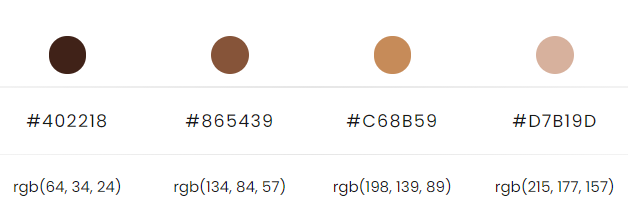 #402218 #865439 #C68B59 #D7B19D
rgb(64, 34, 24) rgb(134, 84, 57) rgb(198, 139, 89) rgb(215, 177, 157)